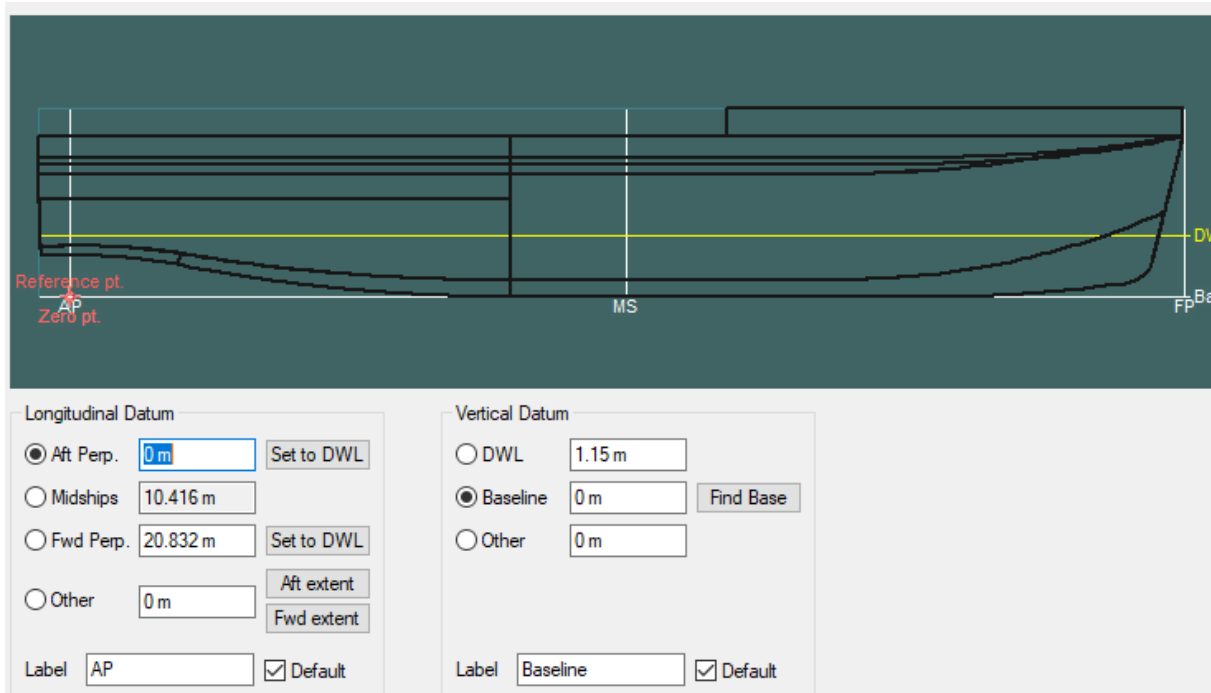 DW
Reference pt.
AP
MS
FP
Ba
Zero pt.
Longitudinal Datum
Aft Perp. 0 m Set to DWL
Midships 10.416 m
Fwd Perp. 20.832 m Set to DWL
Other 0 m Aft extent
Fwd extent
Label AP Default
Vertical Datum
DWL 1.15 m
Baseline 0 m Find Base
Other 0 m
Label Baseline Default